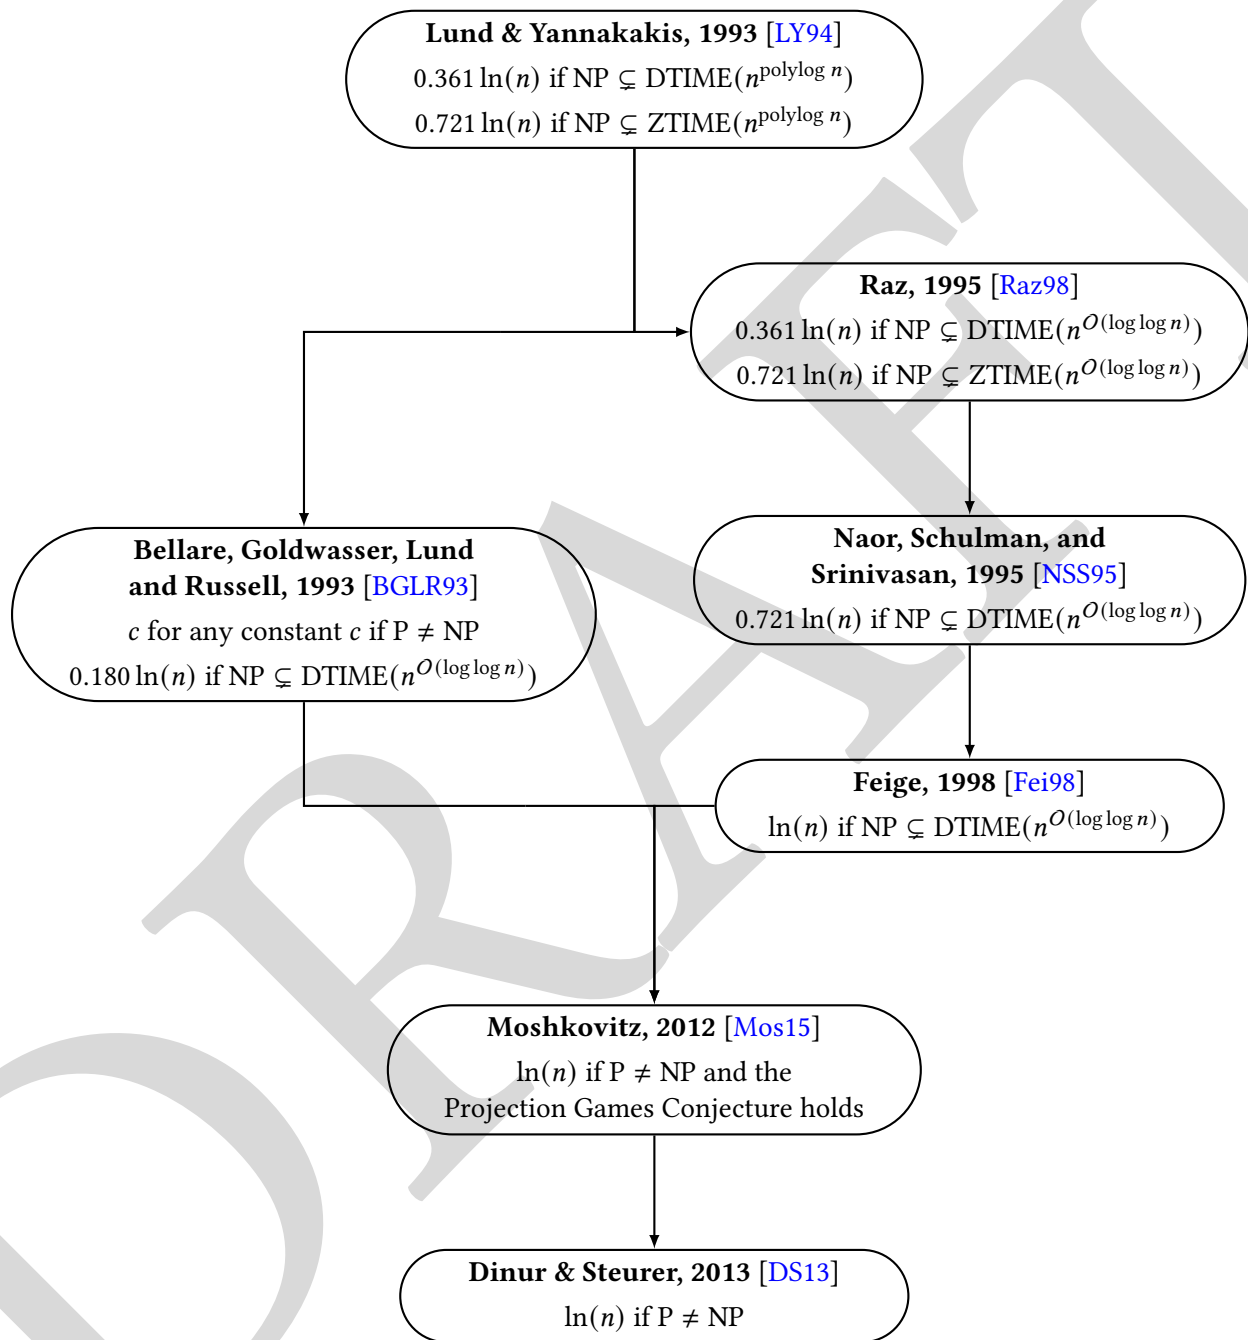 Lund & Yannakakis, 1993 [LY94]
0.361 ln(n) if NP ⊊ DTIME(n^{polylog n})
0.721 ln(n) if NP ⊊ ZTIME(n^{polylog n})
Raz, 1995 [Raz98]
0.361 ln(n) if NP ⊊ DTIME(n^{O(log log n)})
0.721 ln(n) if NP ⊊ ZTIME(n^{O(log log n)})
Bellare, Goldwasser, Lund
and Russell, 1993 [BGLR93]
c for any constant c if P ≠ NP
0.180 ln(n) if NP ⊊ DTIME(n^{O(log log n)})
Naor, Schulman, and
Srinivasan, 1995 [NSS95]
0.721 ln(n) if NP ⊊ DTIME(n^{O(log log n)})
Feige, 1998 [Fei98]
ln(n) if NP ⊊ DTIME(n^{O(log log n)})
Moshkovitz, 2012 [Mos15]
ln(n) if P ≠ NP and the
Projection Games Conjecture holds
Dinur & Steurer, 2013 [DS13]
ln(n) if P ≠ NP
DRAFT